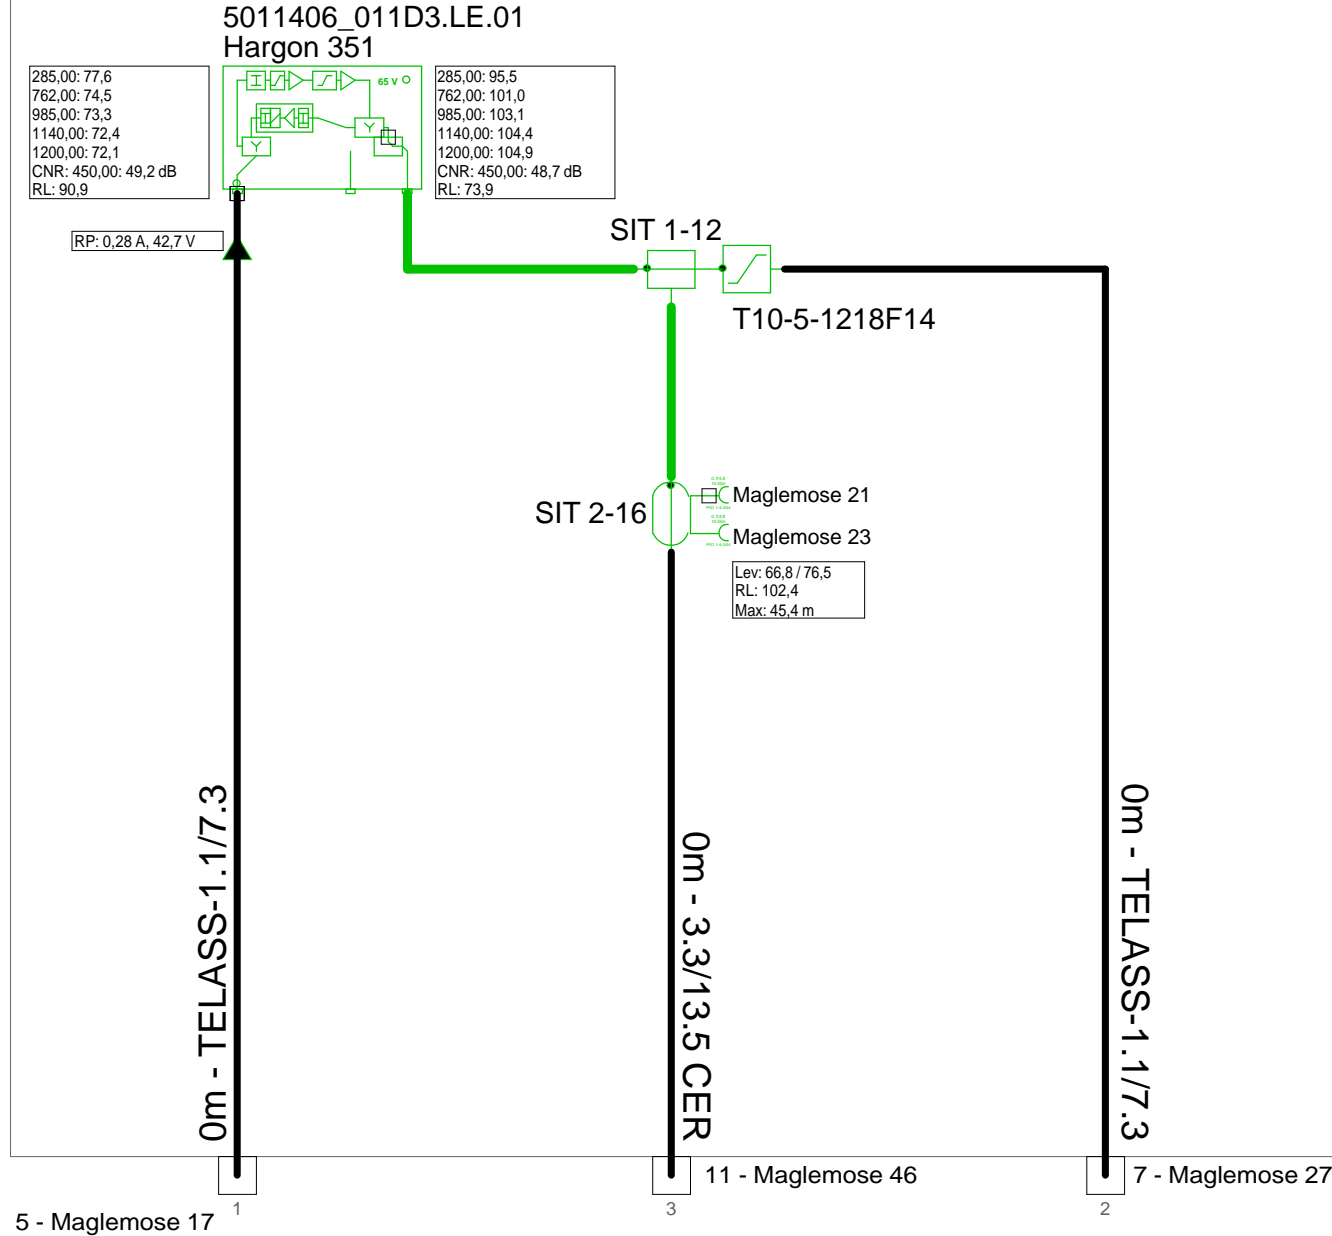 5011406_011D3.LE.01
Hargon 351
285,00: 77,6
762,00: 74,5
985,00: 73,3
1140,00: 72,4
1200,00: 72,1
CNR: 450,00: 49,2 dB
RL: 90,9
65 V
285,00: 95,5
762,00: 101,0
985,00: 103,1
1140,00: 104,4
1200,00: 104,9
CNR: 450,00: 48,7 dB
RL: 73,9
RP: 0,28 A, 42,7 V
SIT 1-12
T10-5-1218F14
SIT 2-16
Maglemose 21
Maglemose 23
Lev: 66,8 / 76,5
RL: 102,4
Max: 45,4 m
0m - TELASS-1.1/7.3
0m - 3.3/13.5 CER
0m - TELASS-1.1/7.3
11 - Maglemose 46
7 - Maglemose 27
1
3
2
5 - Maglemose 17